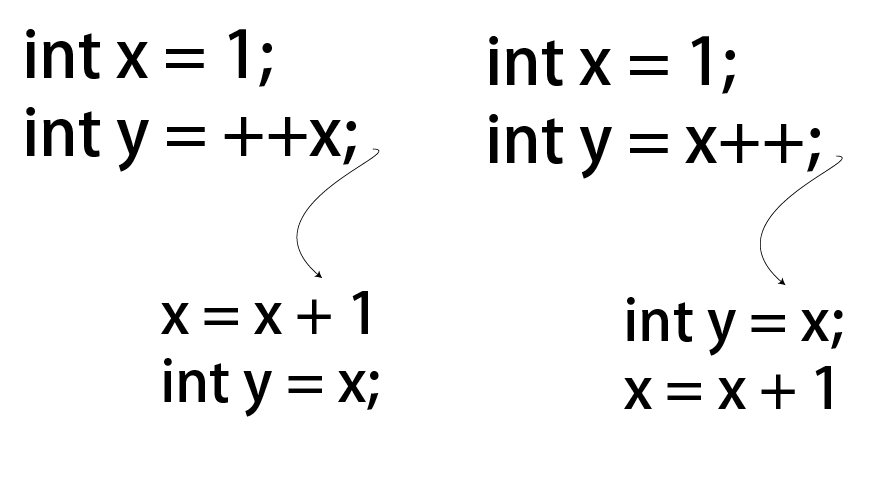 int x = 1;
int y = ++x;
x = x + 1
int y = x;
int x = 1;
int y = x++;
int y = x;
x = x + 1